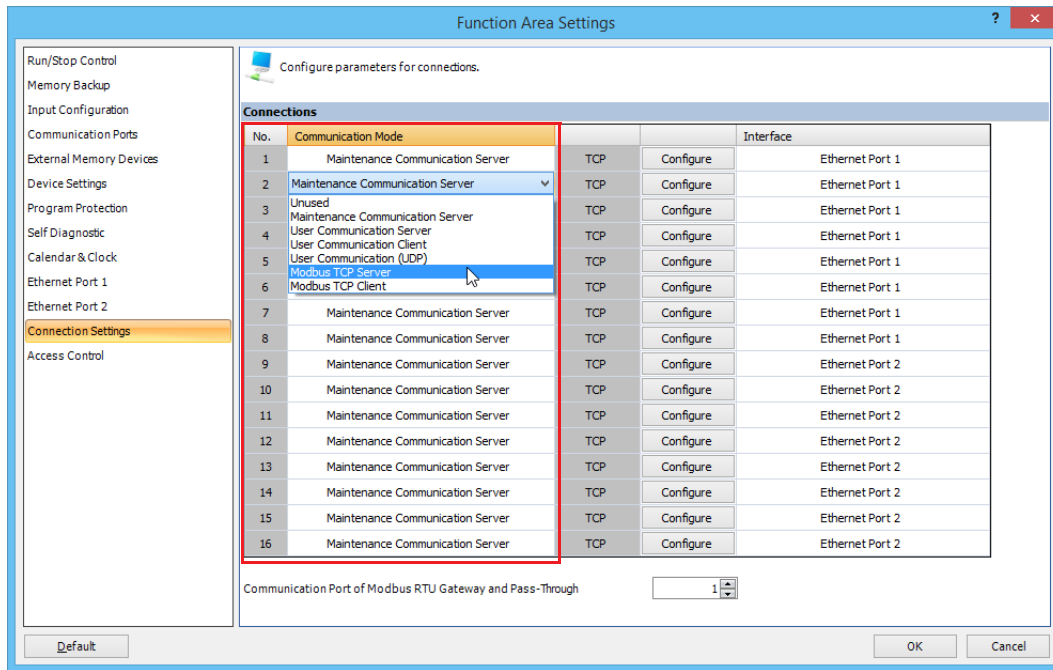 Function Area Settings
?
×
Run/Stop Control
Memory Backup
Input Configuration
Communication Ports
External Memory Devices
Device Settings
Program Protection
Self Diagnostic
Calendar & Clock
Ethernet Port 1
Ethernet Port 2
Connection Settings
Access Control
Configure parameters for connections.
Connections
No. Communication Mode Interface
1 Maintenance Communication Server TCP Configure Ethernet Port 1
2 Maintenance Communication Server TCP Configure Ethernet Port 1
3 TCP Configure Ethernet Port 1
4 TCP Configure Ethernet Port 1
5 TCP Configure Ethernet Port 1
6 TCP Configure Ethernet Port 1
Unused
Maintenance Communication Server
User Communication Server
User Communication Client
User Communication (UDP)
Modbus TCP Server
Modbus TCP Client
7 Maintenance Communication Server TCP Configure Ethernet Port 1
8 Maintenance Communication Server TCP Configure Ethernet Port 1
9 Maintenance Communication Server TCP Configure Ethernet Port 2
10 Maintenance Communication Server TCP Configure Ethernet Port 2
11 Maintenance Communication Server TCP Configure Ethernet Port 2
12 Maintenance Communication Server TCP Configure Ethernet Port 2
13 Maintenance Communication Server TCP Configure Ethernet Port 2
14 Maintenance Communication Server TCP Configure Ethernet Port 2
15 Maintenance Communication Server TCP Configure Ethernet Port 2
16 Maintenance Communication Server TCP Configure Ethernet Port 2
Communication Port of Modbus RTU Gateway and Pass-Through 1
Default OK Cancel